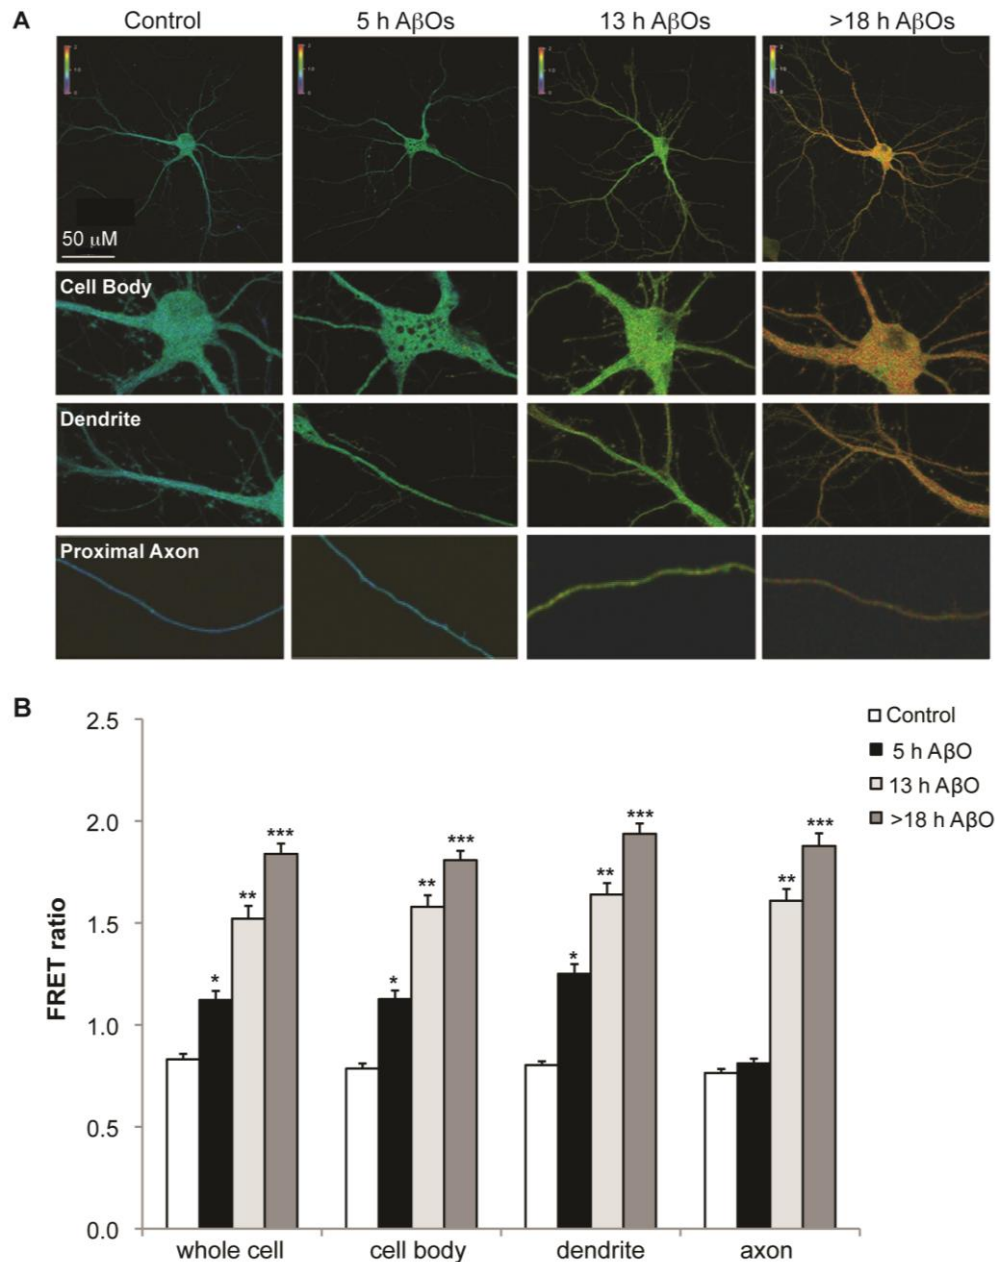 A
Control
5 h AβOs
13 h AβOs
>18 h AβOs
50 μM
Cell Body
Dendrite
Proximal Axon
B
2.5
2.0
1.5
1.0
0.5
0.0
FRET ratio
Control
5 h AβO
13 h AβO
>18 h AβO
* ** ***
* ** ***
* ** ***
** ***
whole cell
cell body
dendrite
axon